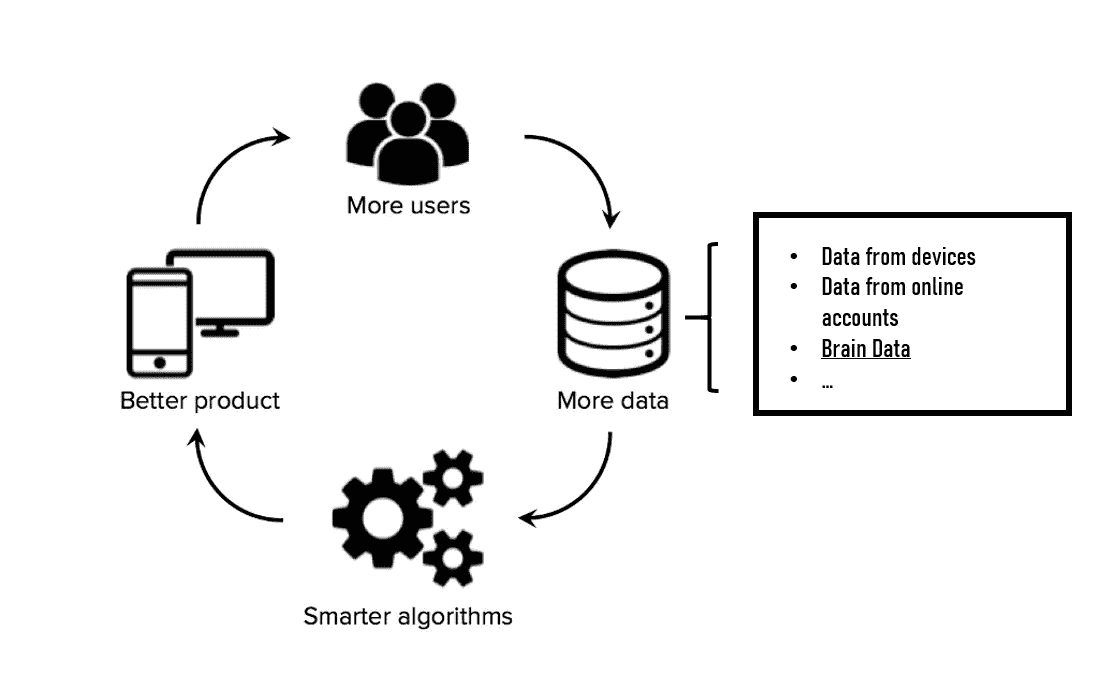 More users
• Data from devices
• Data from online
accounts
• Brain Data
• ...
Better product
More data
Smarter algorithms